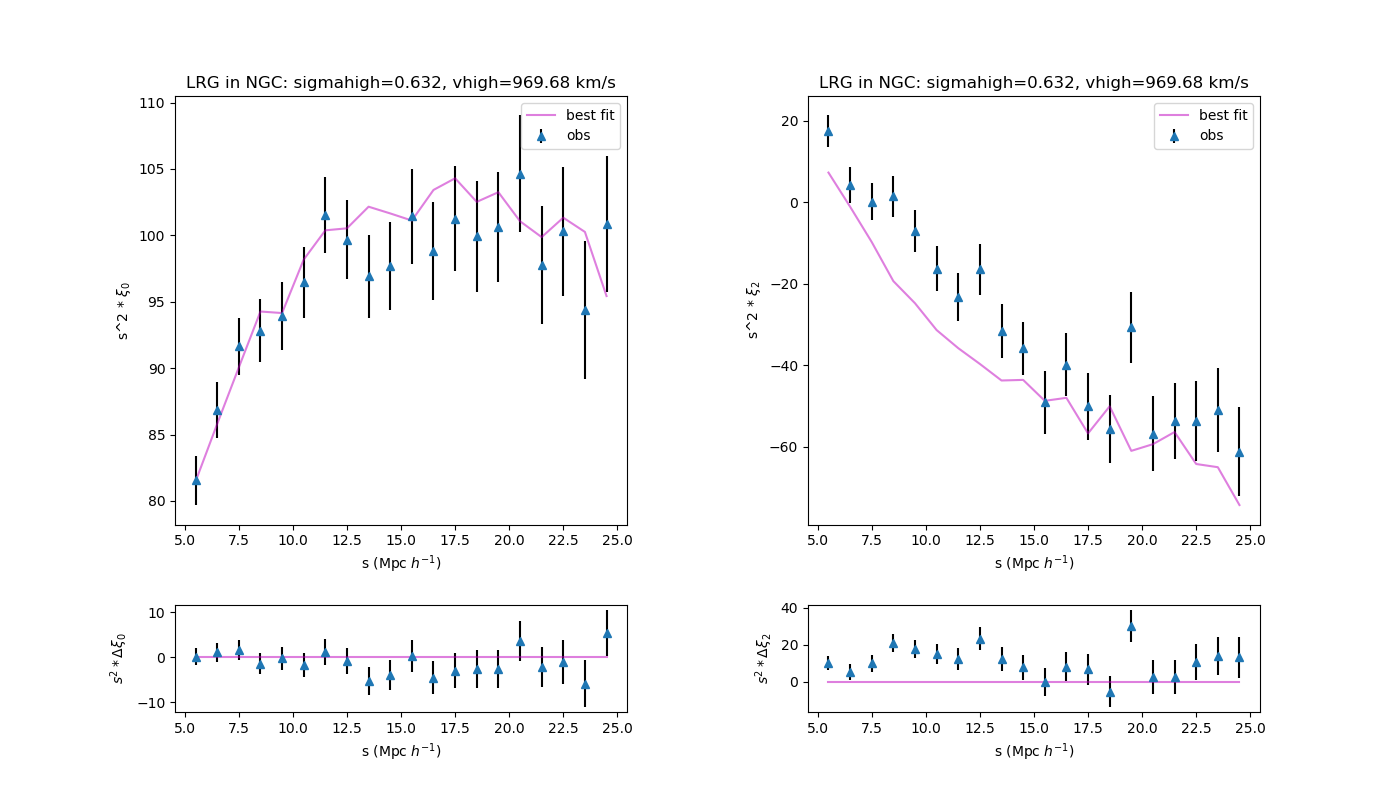 LRG in NGC: sigmahigh=0.632, vhigh=969.68 km/s
110
105
100
95
90
85
80
s^2 * ξ0
best fit
obs
5.0 7.5 10.0 12.5 15.0 17.5 20.0 22.5 25.0
s (Mpc h−1)
10
0
−10
s2 * Δξ0
5.0 7.5 10.0 12.5 15.0 17.5 20.0 22.5 25.0
s (Mpc h−1)
LRG in NGC: sigmahigh=0.632, vhigh=969.68 km/s
20
0
−20
−40
−60
s^2 * ξ2
best fit
obs
5.0 7.5 10.0 12.5 15.0 17.5 20.0 22.5 25.0
s (Mpc h−1)
40
20
0
s2 * Δξ2
5.0 7.5 10.0 12.5 15.0 17.5 20.0 22.5 25.0
s (Mpc h−1)